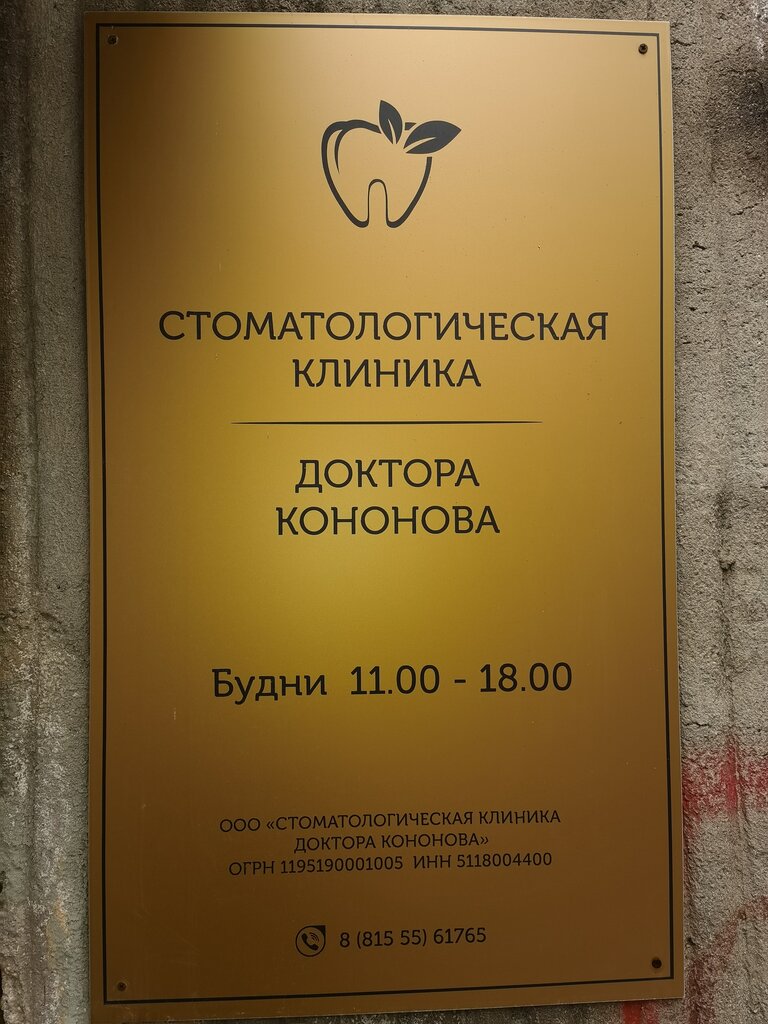 СТОМАТОЛОГИЧЕСКАЯ
КЛИНИКА
ДОКТОРА
КОНОНОВА
Будни 11.00 - 18.00
ООО «СТОМАТОЛОГИЧЕСКАЯ КЛИНИКА
ДОКТОРА КОНОНОВА»
ОГРН 1195190001005 ИНН 5118004400
8 (815 55) 61765